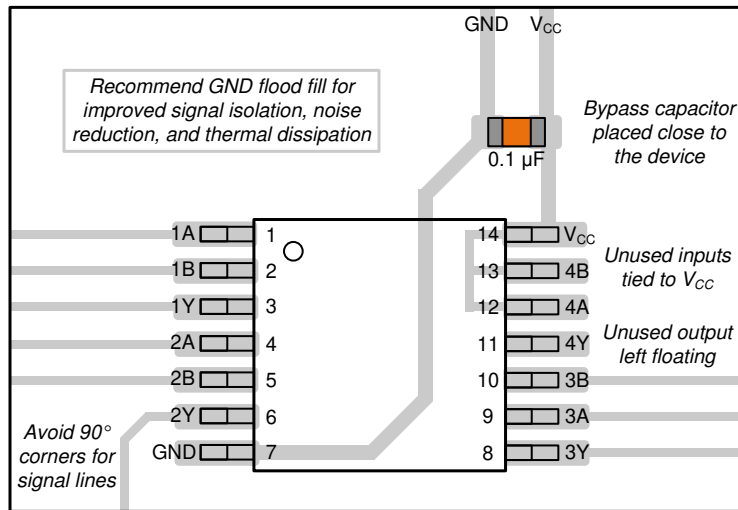 GND VCC
Recommend GND flood fill for
improved signal isolation, noise
reduction, and thermal dissipation
Bypass capacitor
placed close to
the device
0.1 µF
1A 1 14 VCC
Unused inputs
tied to VCC
1B 2 13 4B
1Y 3 12 4A
2A 4 11 4Y
Unused output
left floating
2B 5 10 3B
2Y 6 9 3A
GND 7 8 3Y
Avoid 90°
corners for
signal lines